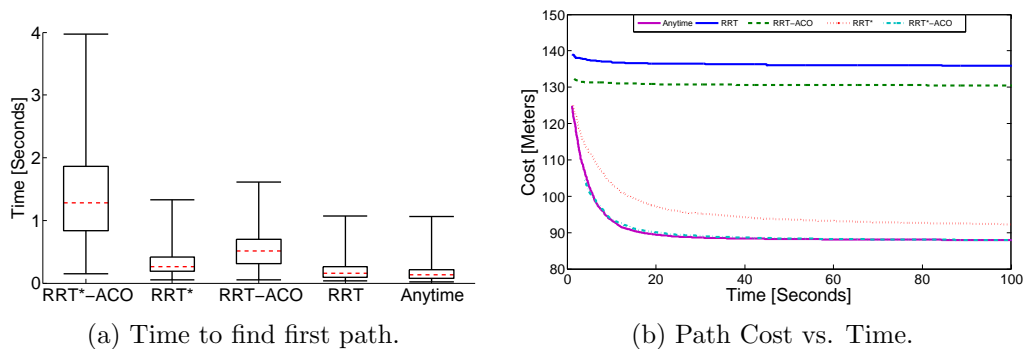 4
3
2
1
0
Time [Seconds]
RRT*−ACO RRT* RRT−ACO RRT Anytime
(a) Time to find first path.
150
140
130
120
110
100
90
80
Cost [Meters]
Anytime RRT RRT−ACO RRT* RRT*−ACO
0 20 40 60 80 100
Time [Seconds]
(b) Path Cost vs. Time.